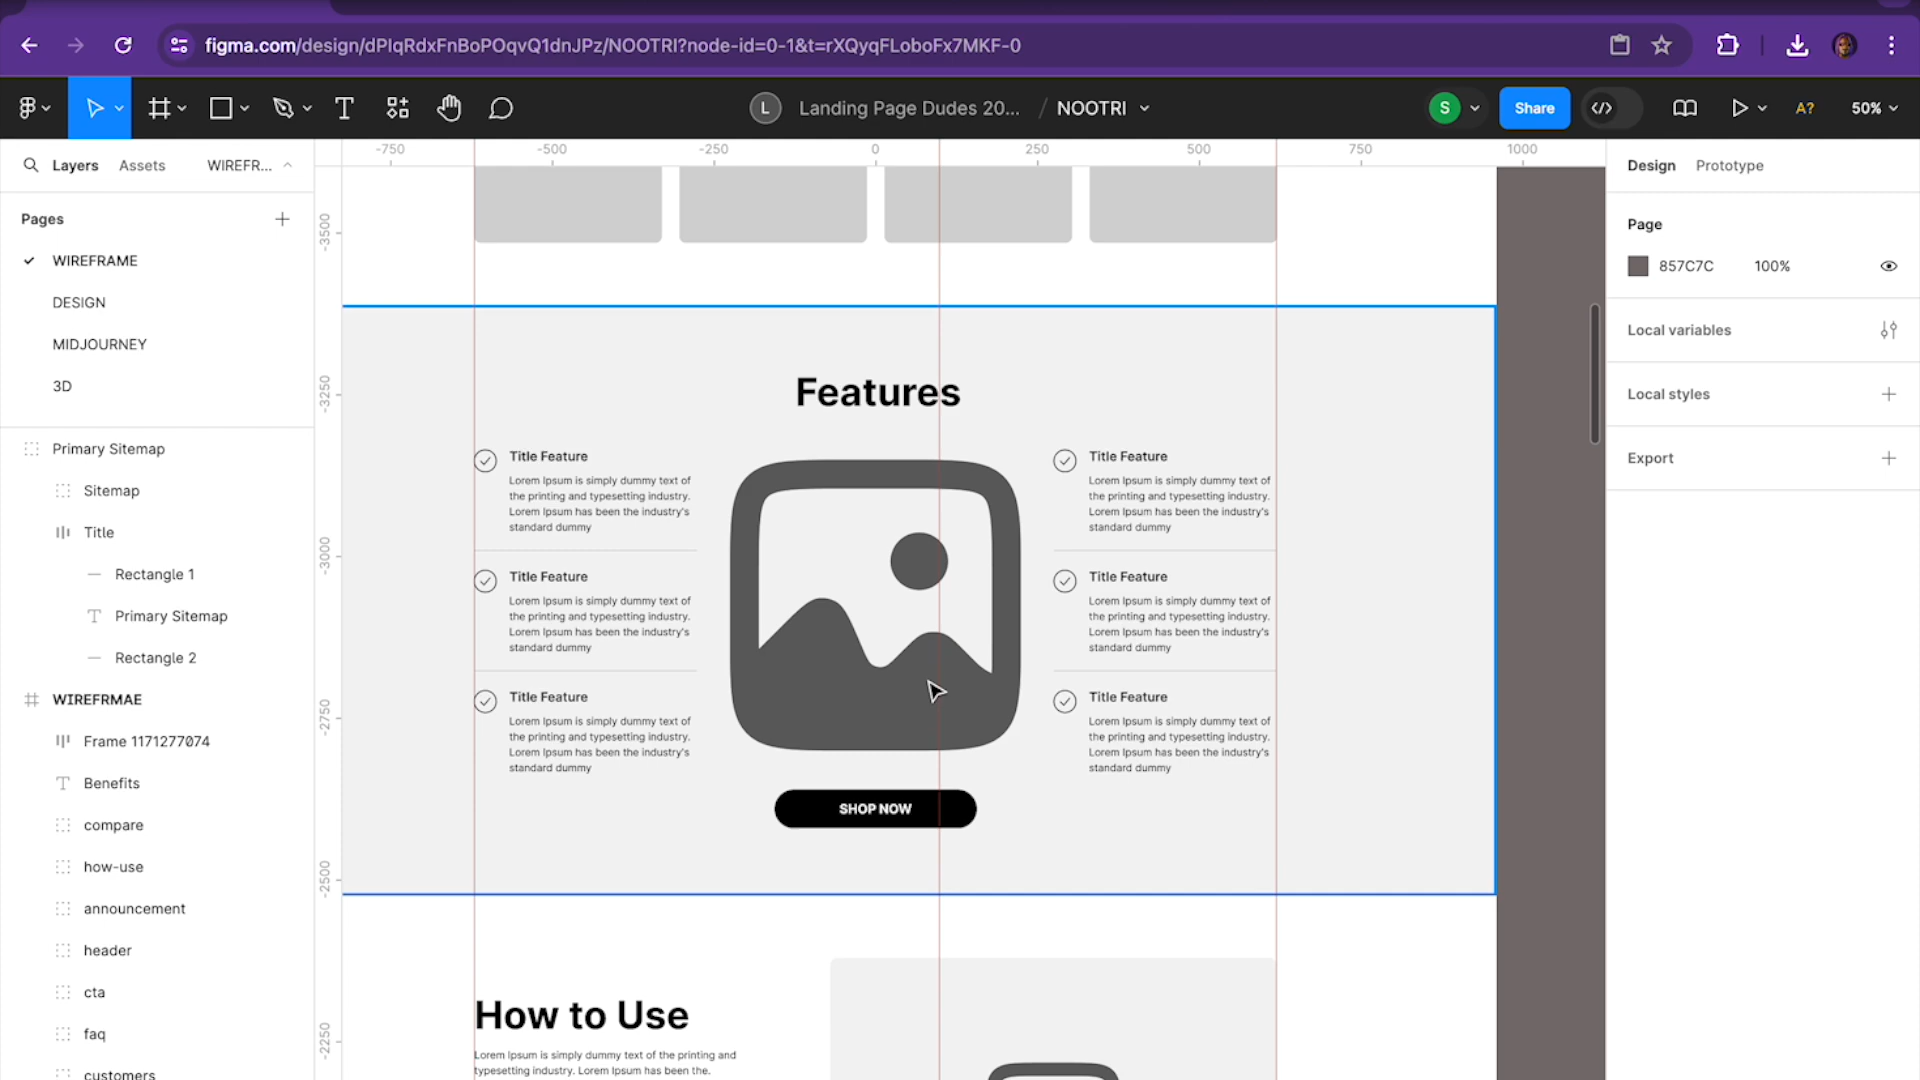 figma.com/design/dPIqRdxFnBoPOqvQ1dnJPz/NOOTRI?node-id=0-1&t=rXQyqFLoboFx7MKF-0
L Landing Page Dudes 20... / NOOTRI
S Share A? 50%
Layers Assets WIREFR...
-750 -500 -250 0 250 500 750 1000
Design Prototype
Pages
WIREFRAME
DESIGN
MIDJOURNEY
3D
Primary Sitemap
Sitemap
Title
Rectangle 1
Primary Sitemap
Rectangle 2
WIREFRMAE
Frame 1171277074
Benefits
compare
how-use
announcement
header
cta
faq
customers
-3500
-3250
-3000
-2750
-2500
-2250
Features
Title Feature
Lorem Ipsum is simply dummy text of
the printing and typesetting industry.
Lorem Ipsum has been the industry's
standard dummy
Title Feature
Lorem Ipsum is simply dummy text of
the printing and typesetting industry.
Lorem Ipsum has been the industry's
standard dummy
Title Feature
Lorem Ipsum is simply dummy text of
the printing and typesetting industry.
Lorem Ipsum has been the industry's
standard dummy
Title Feature
Lorem Ipsum is simply dummy text of
the printing and typesetting industry.
Lorem Ipsum has been the industry's
standard dummy
Title Feature
Lorem Ipsum is simply dummy text of
the printing and typesetting industry.
Lorem Ipsum has been the industry's
standard dummy
Title Feature
Lorem Ipsum is simply dummy text of
the printing and typesetting industry.
Lorem Ipsum has been the industry's
standard dummy
SHOP NOW
How to Use
Lorem Ipsum is simply dummy text of the printing and
typesetting industry. Lorem Ipsum has been the.
Page
857C7C 100%
Local variables
Local styles
Export